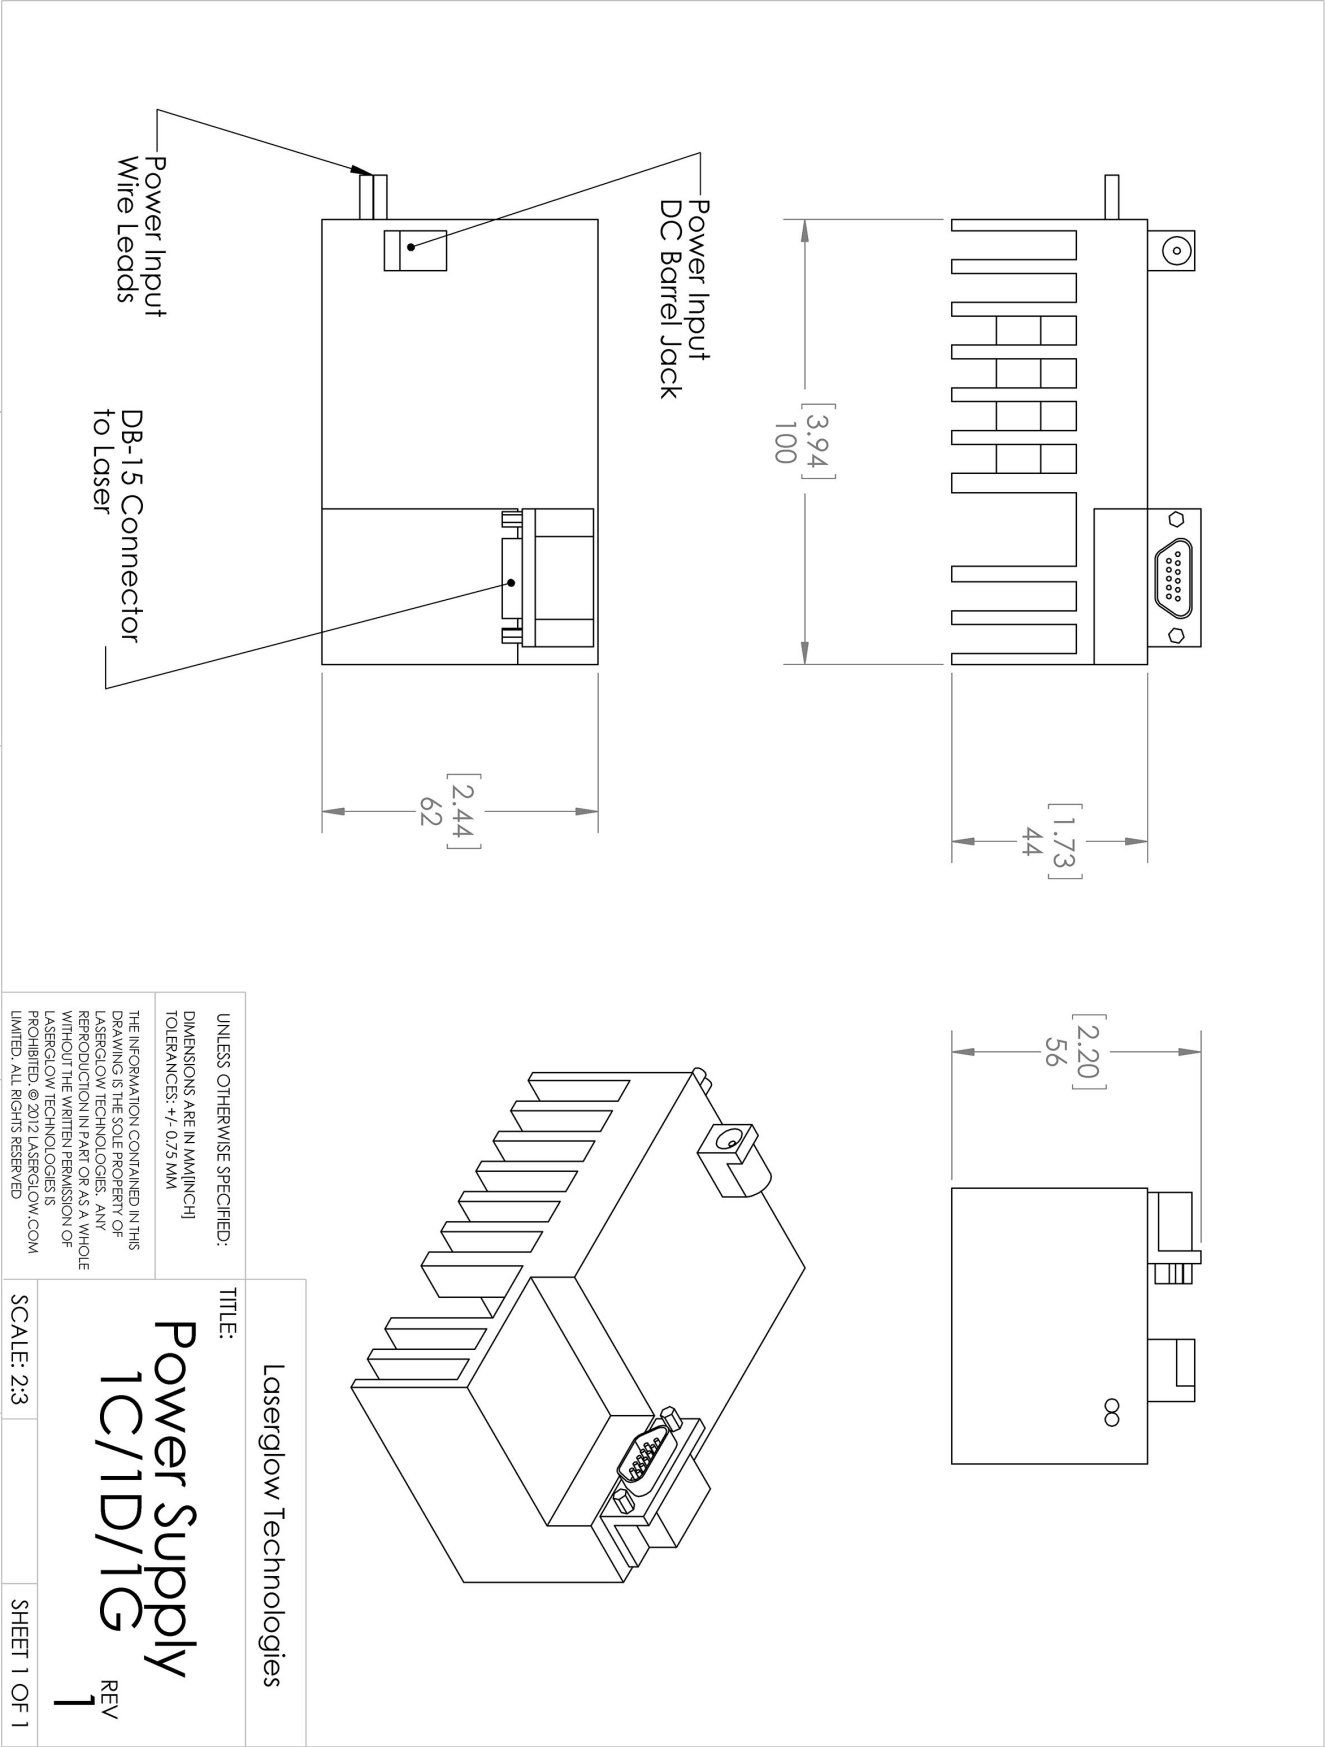 [1.73]
44
[2.20]
56
[3.94]
100
Power Input
DC Barrel Jack
[2.44]
62
Power Input
Wire Leads
DB-15 Connector
to Laser
Laserglow Technologies
UNLESS OTHERWISE SPECIFIED:
DIMENSIONS ARE IN MM[INCH]
TOLERANCES: +/- 0.75 MM
THE INFORMATION CONTAINED IN THIS
DRAWING IS THE SOLE PROPERTY OF
LASERGLOW TECHNOLOGIES. ANY
REPRODUCTION IN PART OR AS A WHOLE
WITHOUT THE WRITTEN PERMISSION OF
LASERGLOW TECHNOLOGIES IS
PROHIBITED. © 2012 LASERGLOW.COM
LIMITED. ALL RIGHTS RESERVED
TITLE:
Power Supply
1C/1D/1G
REV
1
SCALE: 2:3
SHEET 1 OF 1